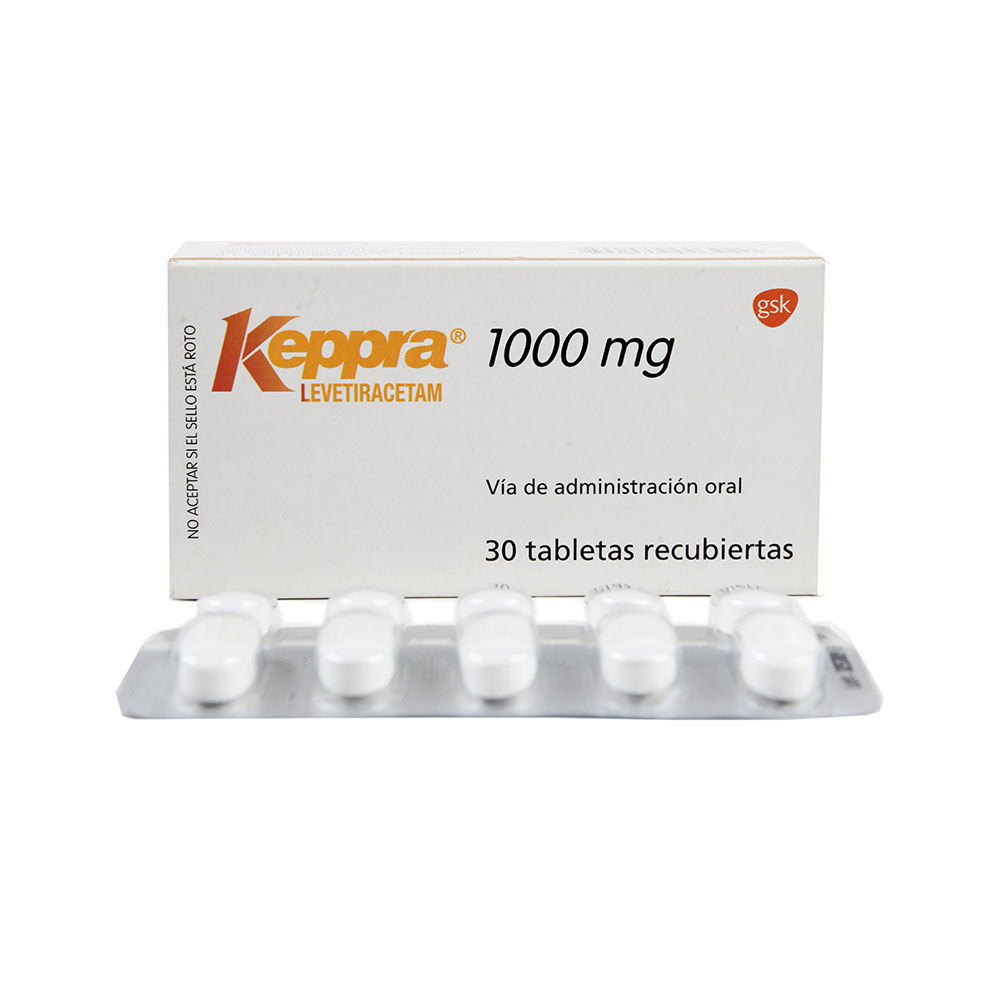 Keppra® 1000 mg
LEVETIRACETAM
gsk
NO ACEPTAR SI EL SELLO ESTÁ ROTO
Vía de administración oral
30 tabletas recubiertas